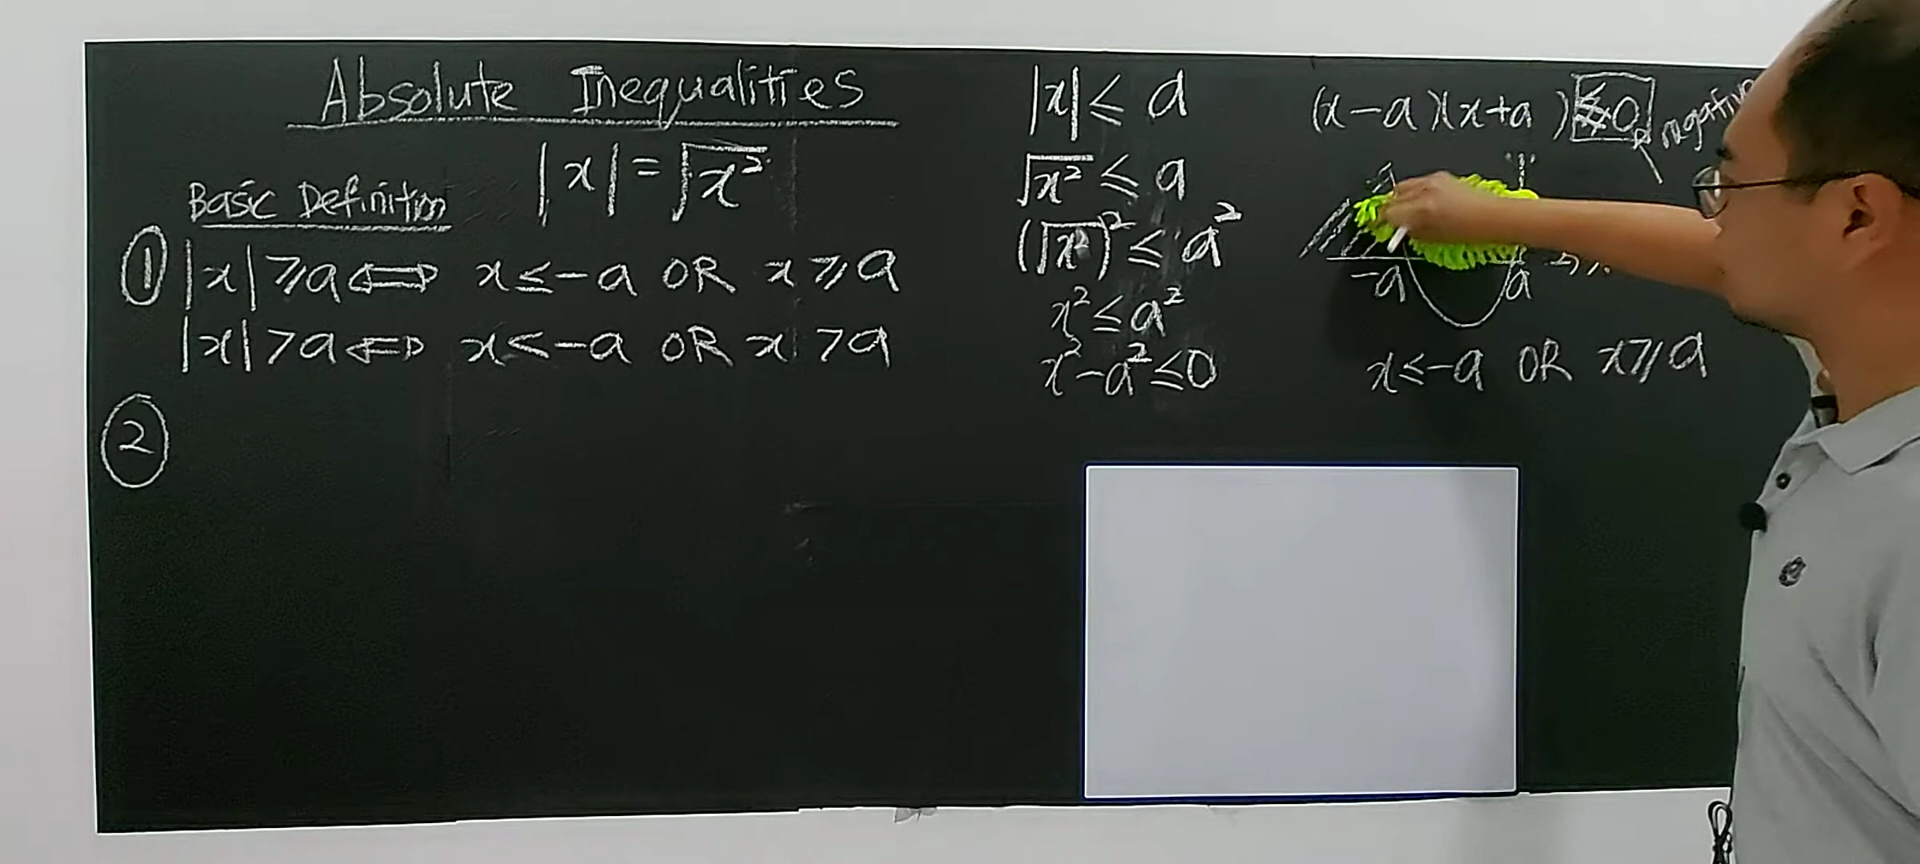 Absolute Inequalities
|x| = √x²
Basic Definition
① |x| ≥ a ⟺ x ≤ -a OR x ≥ a
|x| > a ⟺ x < -a OR x > a
②
|x| ≤ a
√x² ≤ a
(√x²)² ≤ a²
x² ≤ a²
x² - a² ≤ 0
(x-a)(x+a) ≤ 0
-a a
x ≤ -a OR x ≥ a